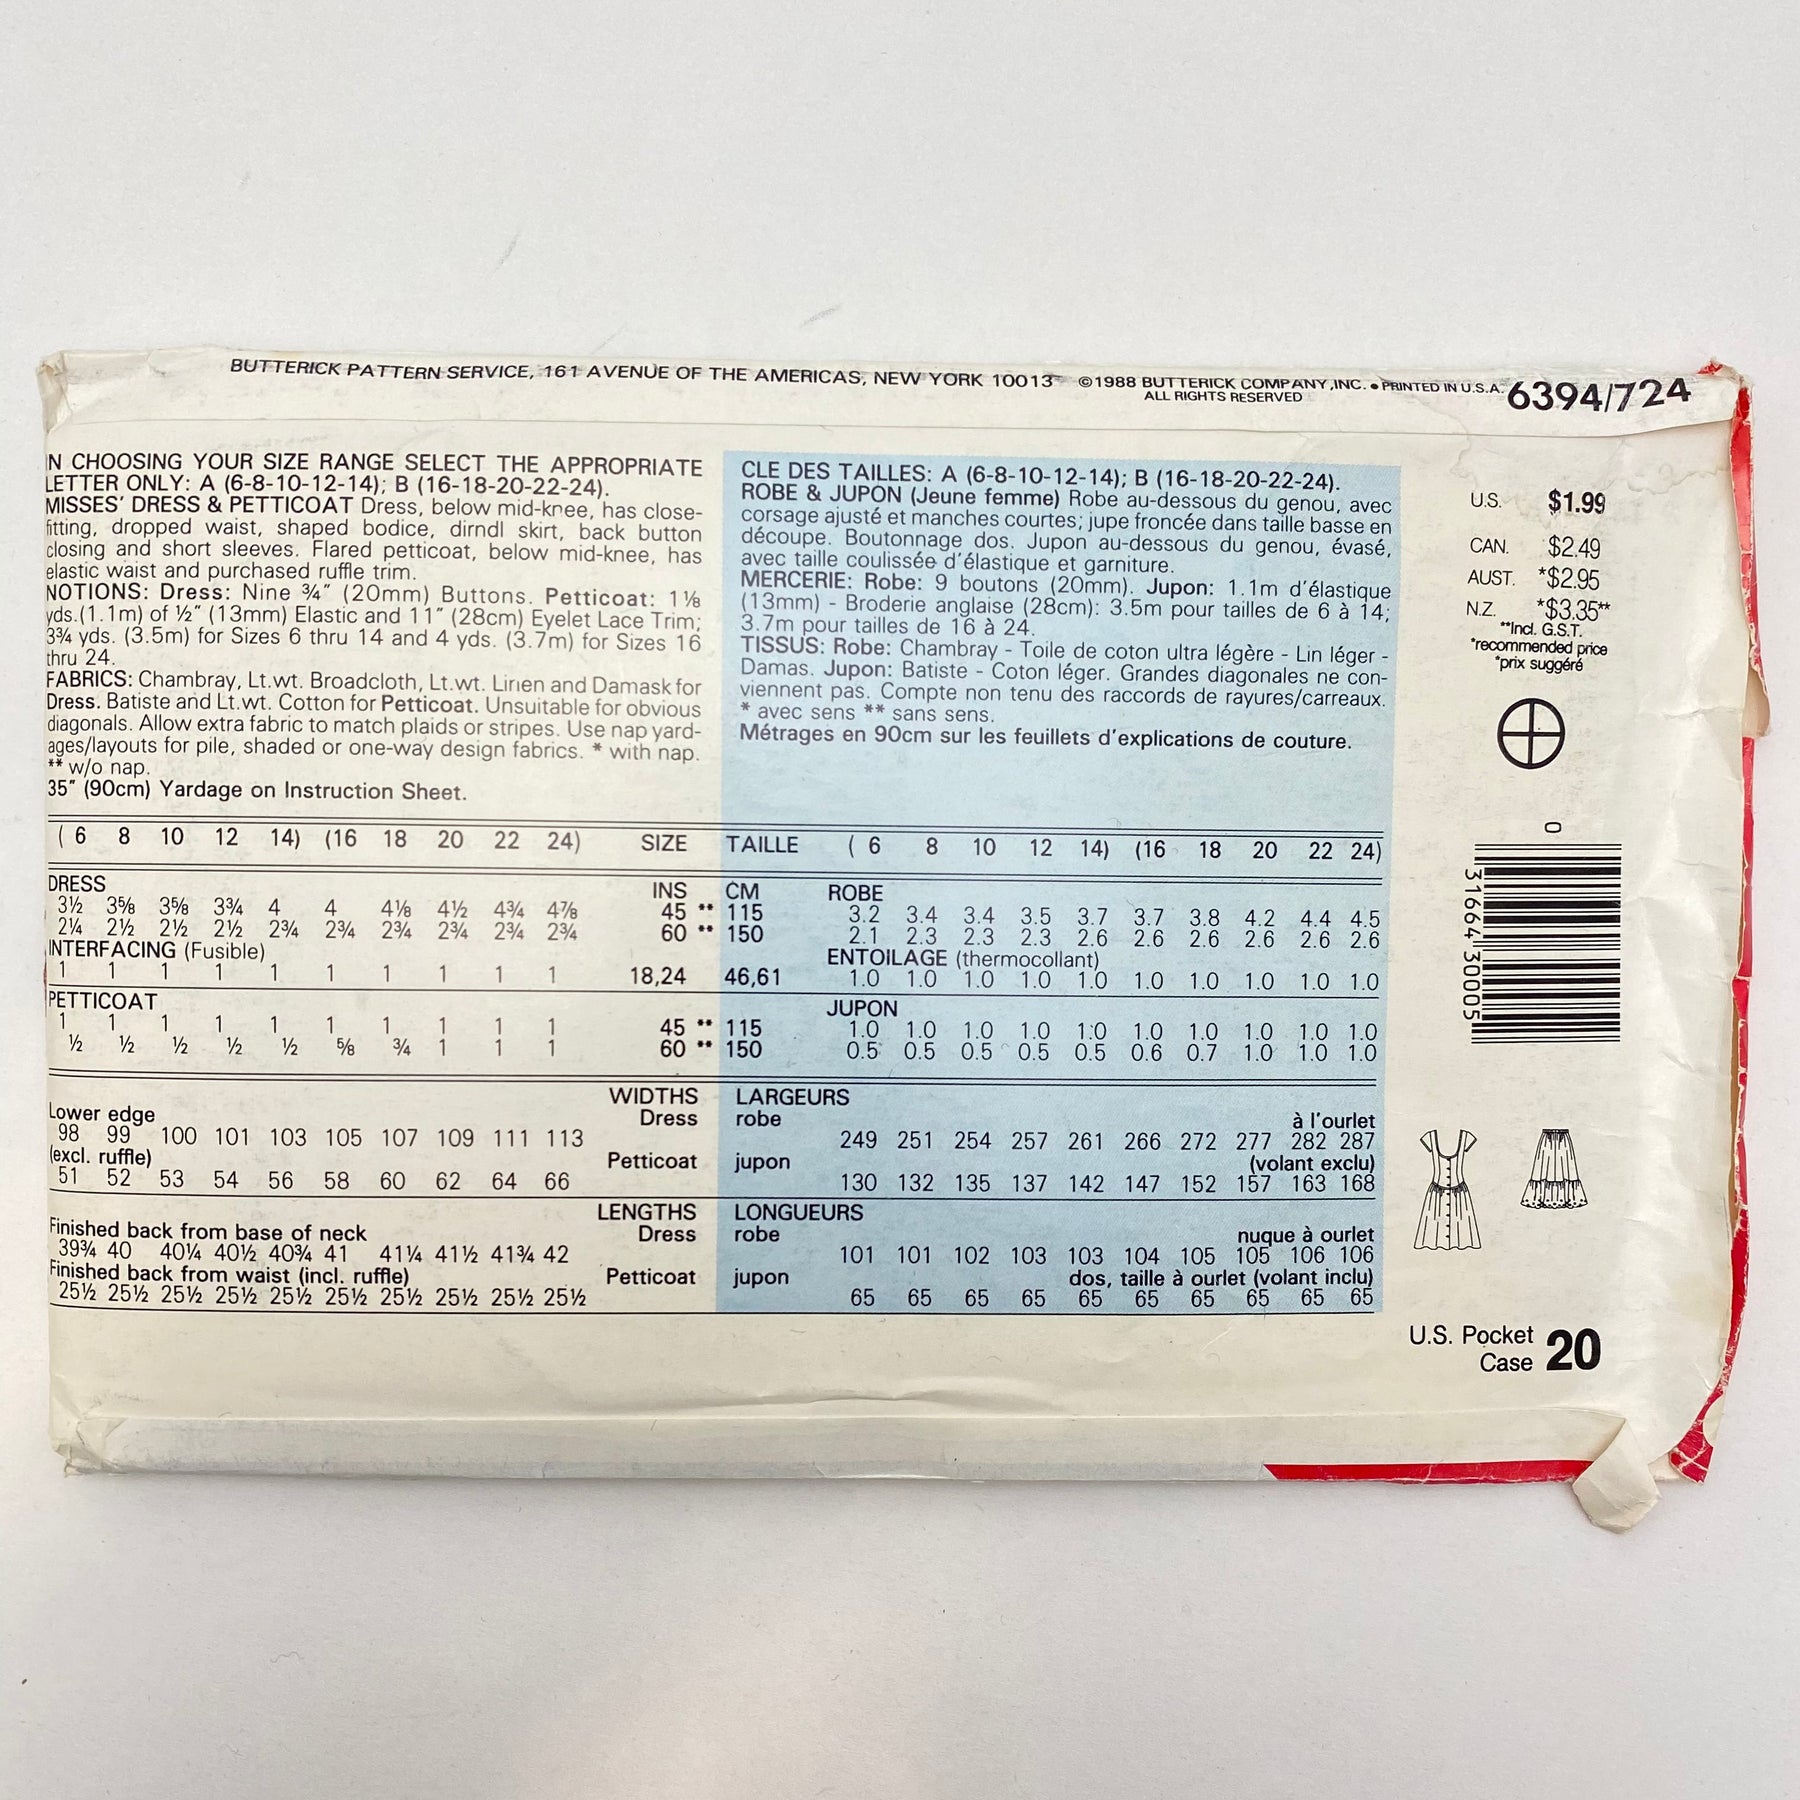 BUTTERICK PATTERN SERVICE, 161 AVENUE OF THE AMERICAS, NEW YORK 10013 ©1988 BUTTERICK COMPANY, INC. • PRINTED IN U.S.A. 6394/724
ALL RIGHTS RESERVED
IN CHOOSING YOUR SIZE RANGE SELECT THE APPROPRIATE
LETTER ONLY: A (6-8-10-12-14); B (16-18-20-22-24).
MISSES' DRESS & PETTICOAT Dress, below mid-knee, has close-
fitting, dropped waist, shaped bodice, dirndl skirt, back button
closing and short sleeves. Flared petticoat, below mid-knee, has
elastic waist and purchased ruffle trim.
NOTIONS: Dress: Nine ¾" (20mm) Buttons. Petticoat: 1⅛
yds.(1.1m) of ½" (13mm) Elastic and 11" (28cm) Eyelet Lace Trim;
3¾ yds. (3.5m) for Sizes 6 thru 14 and 4 yds. (3.7m) for Sizes 16
thru 24.
FABRICS: Chambray, Lt.wt. Broadcloth, Lt.wt. Linen and Damask for
Dress. Batiste and Lt.wt. Cotton for Petticoat. Unsuitable for obvious
diagonals. Allow extra fabric to match plaids or stripes. Use nap yard-
ages/layouts for pile, shaded or one-way design fabrics. * with nap.
** w/o nap.
35" (90cm) Yardage on Instruction Sheet.
CLE DES TAILLES: A (6-8-10-12-14); B (16-18-20-22-24).
ROBE & JUPON (Jeune femme) Robe au-dessous du genou, avec
corsage ajusté et manches courtes; jupe froncée dans taille basse en
découpe. Boutonnage dos. Jupon au-dessous du genou, évasé,
avec taille coulissée d'élastique et garniture.
MERCERIE: Robe: 9 boutons (20mm). Jupon: 1.1m d'élastique
(13mm) - Broderie anglaise (28cm): 3.5m pour tailles de 6 à 14;
3.7m pour tailles de 16 à 24.
TISSUS: Robe: Chambray - Toile de coton ultra légère - Lin léger -
Damas. Jupon: Batiste - Coton léger. Grandes diagonales ne con-
viennent pas. Compte non tenu des raccords de rayures/carreaux.
* avec sens ** sans sens.
Métrages en 90cm sur les feuillets d'explications de couture.
U.S. $1.99
CAN. $2.49
AUST. *$2.95
N.Z. *$3.35**
**Incl. G.S.T.
*recommended price
*prix suggéré
( 6 8 10 12 14) (16 18 20 22 24) SIZE TAILLE ( 6 8 10 12 14) (16 18 20 22 24)
DRESS INS CM ROBE
3½ 3⅝ 3⅝ 3¾ 4 4 4⅛ 4½ 4¾ 4⅞ 45 ** 115 3.2 3.4 3.4 3.5 3.7 3.7 3.8 4.2 4.4 4.5
2¼ 2½ 2½ 2½ 2¾ 2¾ 2¾ 2¾ 2¾ 2¾ 60 ** 150 2.1 2.3 2.3 2.3 2.6 2.6 2.6 2.6 2.6 2.6
INTERFACING (Fusible) ENTOILAGE (thermocollant)
1 1 1 1 1 1 1 1 1 1 18,24 46,61 1.0 1.0 1.0 1.0 1.0 1.0 1.0 1.0 1.0 1.0
PETTICOAT JUPON
1 1 1 1 1 1 1 1 1 1 45 ** 115 1.0 1.0 1.0 1.0 1.0 1.0 1.0 1.0 1.0 1.0
½ ½ ½ ½ ½ ⅝ ¾ 1 1 1 60 ** 150 0.5 0.5 0.5 0.5 0.5 0.6 0.7 1.0 1.0 1.0
WIDTHS LARGEURS
Lower edge Dress robe à l'ourlet
98 99 100 101 103 105 107 109 111 113 249 251 254 257 261 266 272 277 282 287
(excl. ruffle) Petticoat jupon (volant exclu)
51 52 53 54 56 58 60 62 64 66 130 132 135 137 142 147 152 157 163 168
LENGTHS LONGUEURS
Finished back from base of neck Dress robe nuque à ourlet
39¾ 40 40¼ 40½ 40¾ 41 41¼ 41½ 41¾ 42 101 101 102 103 103 104 105 105 106 106
Finished back from waist (incl. ruffle) Petticoat jupon dos, taille à ourlet (volant inclu)
25½ 25½ 25½ 25½ 25½ 25½ 25½ 25½ 25½ 25½ 65 65 65 65 65 65 65 65 65 65
0
31664 30005
U.S. Pocket
Case 20